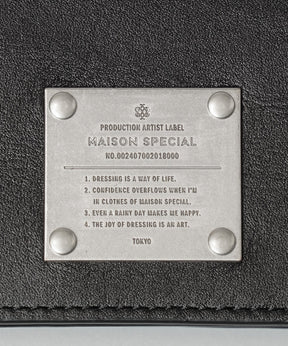 PRODUCTION ARTIST LABEL
MAISON SPECIAL
NO.002407002018000
1. DRESSING IS A WAY OF LIFE.
2. CONFIDENCE OVERFLOWS WHEN I'M
IN CLOTHES OF MAISON SPECIAL.
3. EVEN A RAINY DAY MAKES ME HAPPY.
4. THE JOY OF DRESSING IS AN ART.
TOKYO